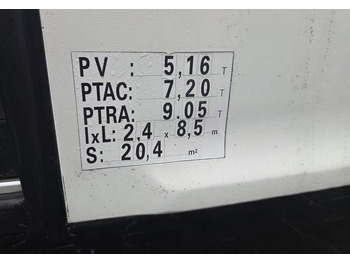 PV : 5,16 T
PTAC: 7,20 T
PTRA: 9.05 T
lxL: 2,4 x 8,5 m
S: 20,4 m²